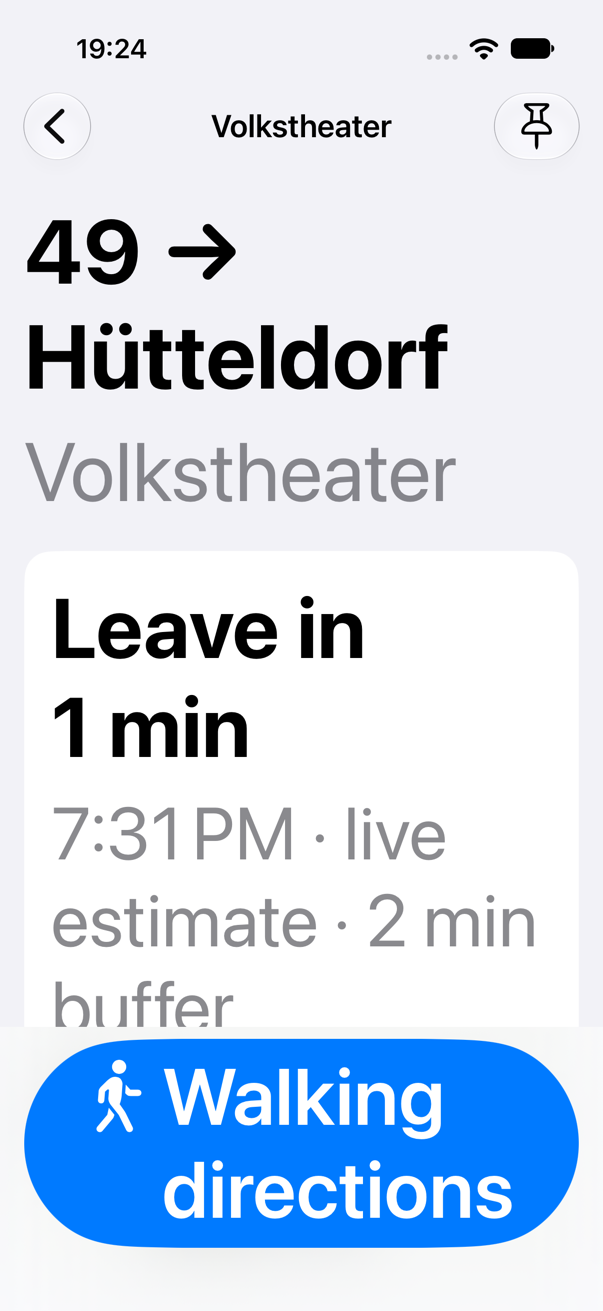 19:24
Volkstheater
49 →
Hütteldorf
Volkstheater
Leave in
1 min
7:31 PM · live
estimate · 2 min
buffer
Walking
directions